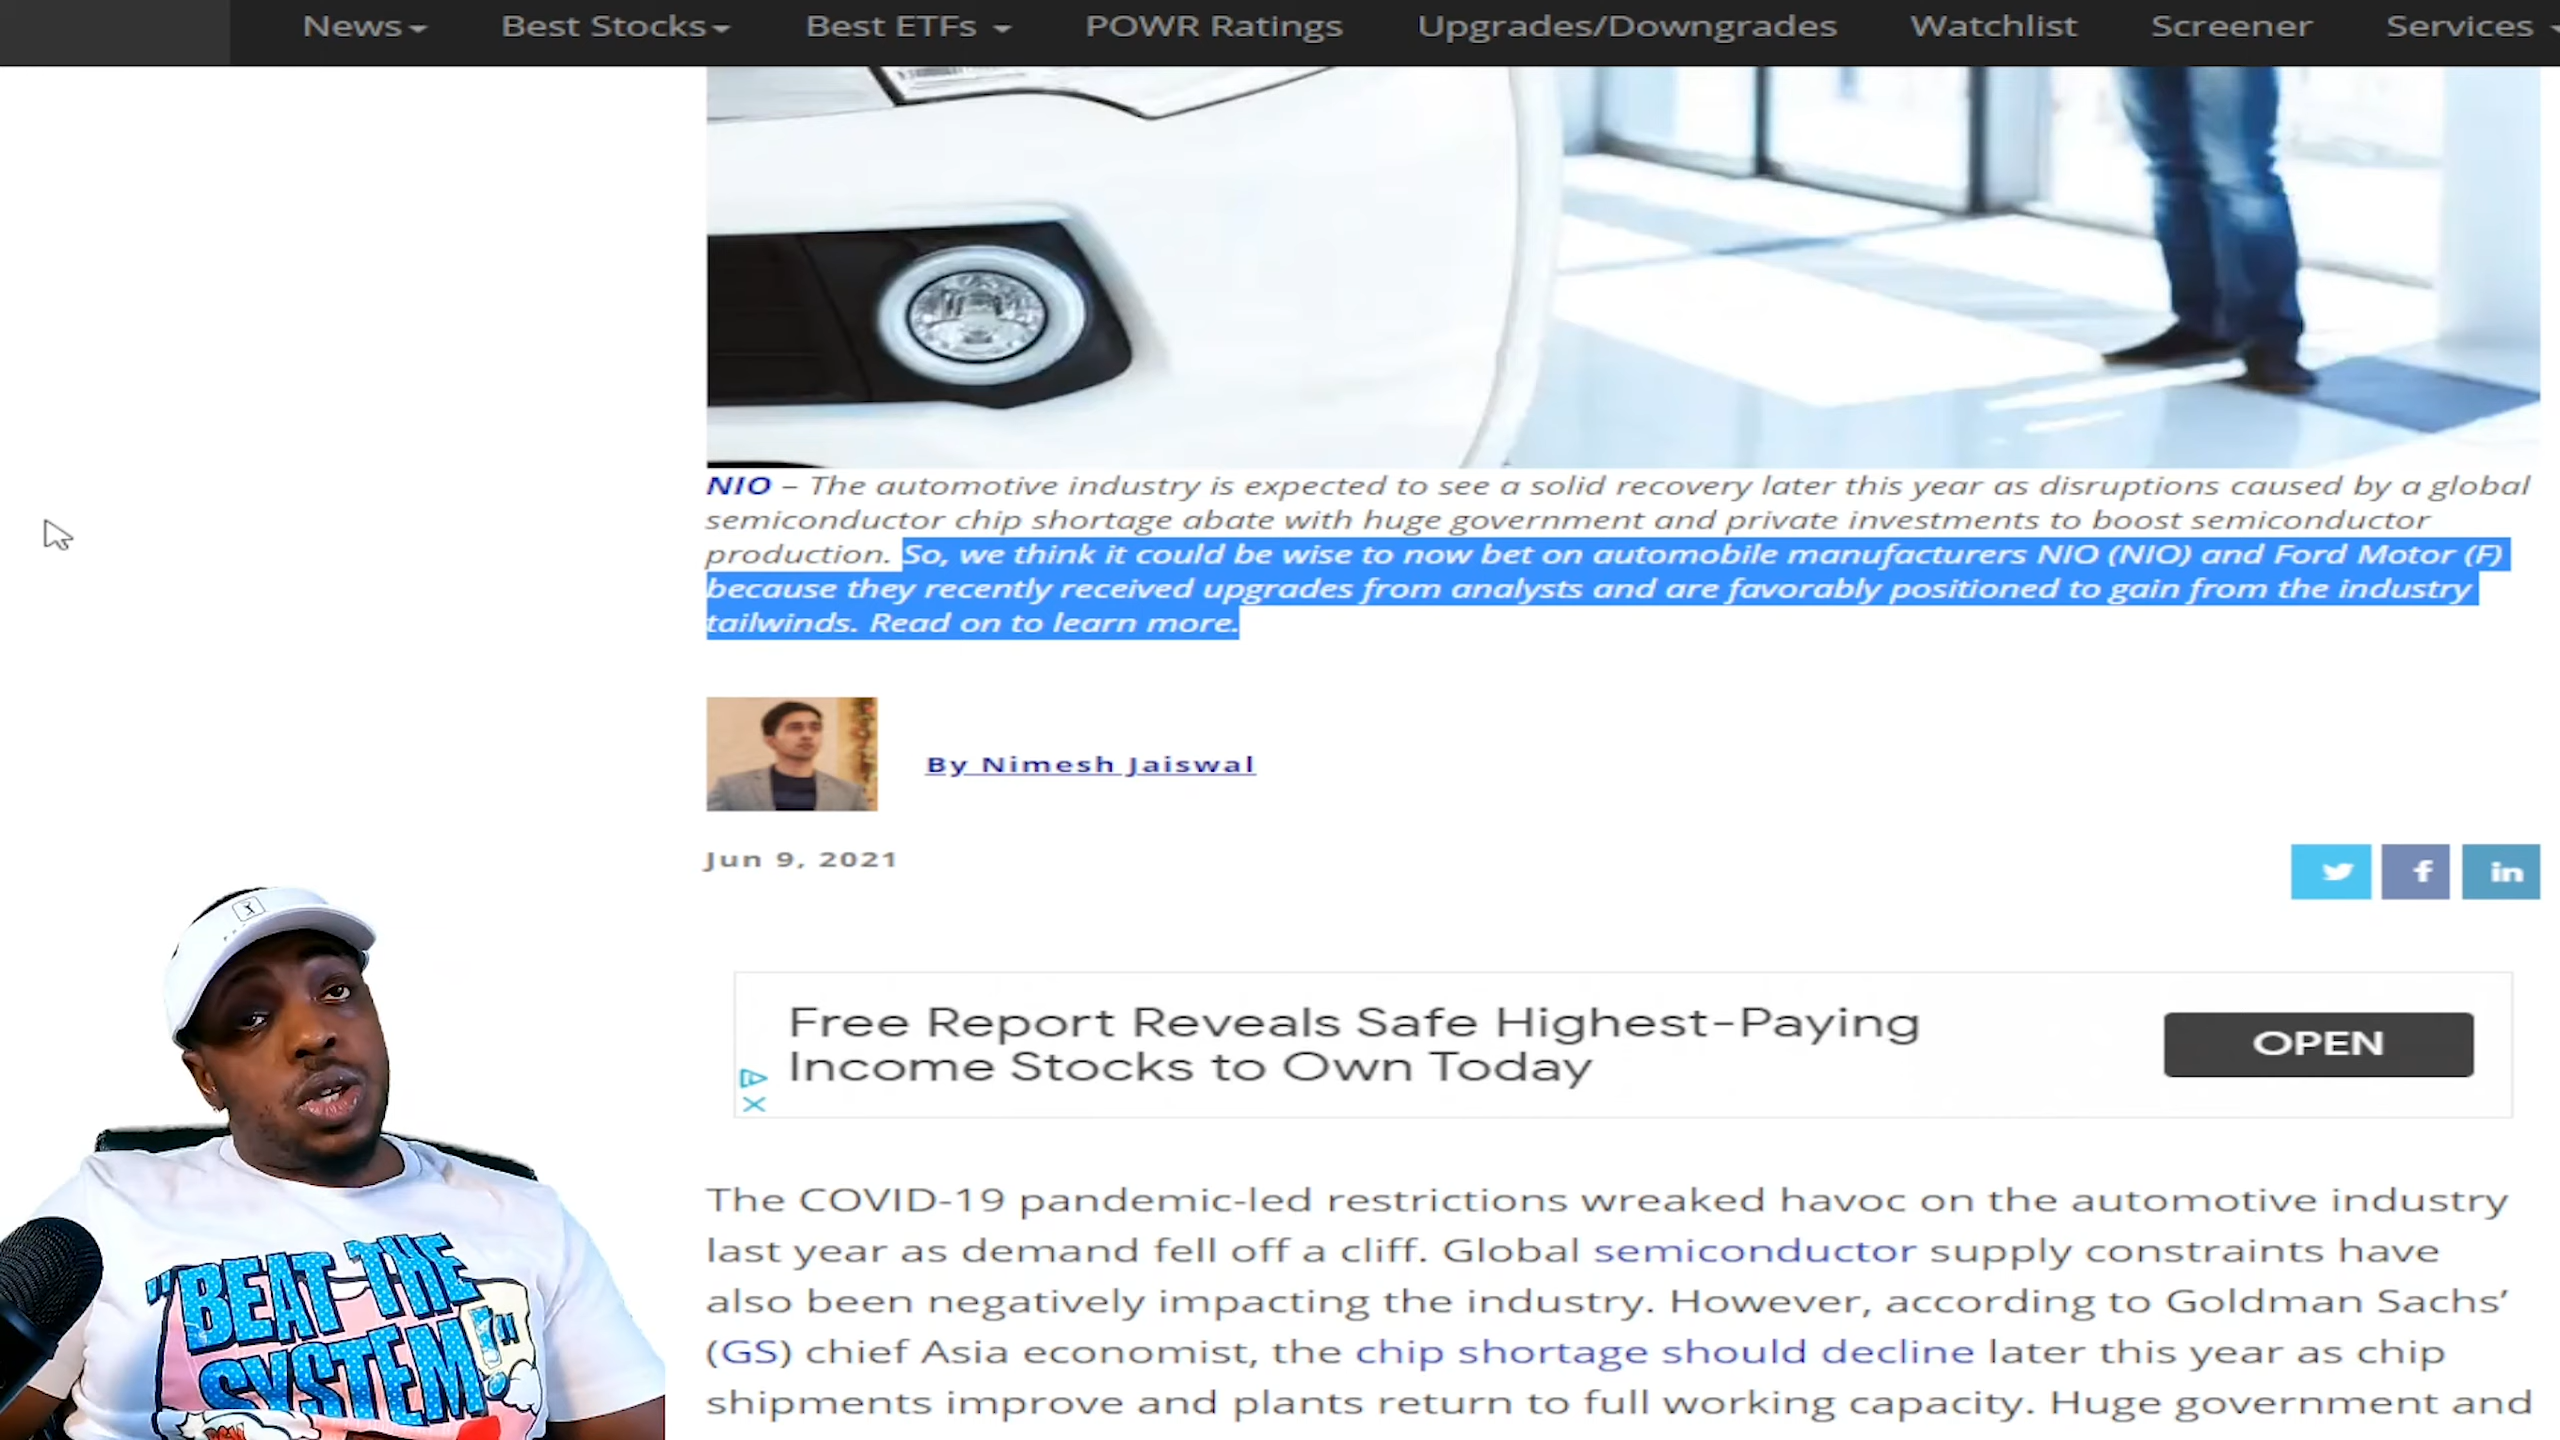 News
Best Stocks
Best ETFs
POWR Ratings
Upgrades/Downgrades
Watchlist
Screener
Services
NIO – The automotive industry is expected to see a solid recovery later this year as disruptions caused by a global
semiconductor chip shortage abate with huge government and private investments to boost semiconductor
production. So, we think it could be wise to now bet on automobile manufacturers NIO (NIO) and Ford Motor (F)
because they recently received upgrades from analysts and are favorably positioned to gain from the industry
tailwinds. Read on to learn more.
By Nimesh Jaiswal
Jun 9, 2021
f
in
Free Report Reveals Safe Highest-Paying
Income Stocks to Own Today
OPEN
The COVID-19 pandemic-led restrictions wreaked havoc on the automotive industry
last year as demand fell off a cliff. Global semiconductor supply constraints have
also been negatively impacting the industry. However, according to Goldman Sachs’
(GS) chief Asia economist, the chip shortage should decline later this year as chip
shipments improve and plants return to full working capacity. Huge government and
"BEAT THE
SYSTEM!"